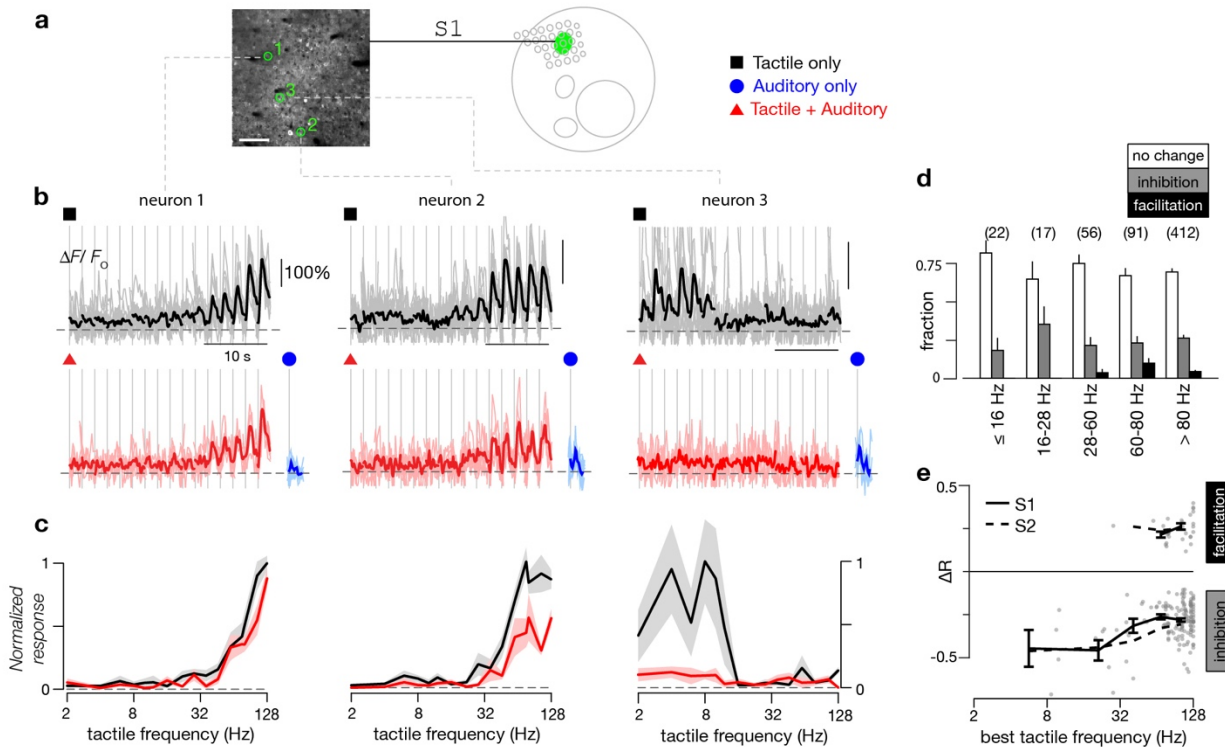 a
S1
1
3
2
Tactile only
Auditory only
Tactile + Auditory
b
neuron 1
neuron 2
neuron 3
ΔF/ F₀
100%
10 s
c
Normalized
response
1
0
2
8
32
128
tactile frequency (Hz)
2
8
32
128
tactile frequency (Hz)
1
0
2
8
32
128
tactile frequency (Hz)
d
no change
inhibition
facilitation
(22)
(17)
(56)
(91)
(412)
fraction
0.75
0
≤ 16 Hz
16-28 Hz
28-60 Hz
60-80 Hz
> 80 Hz
e
0.5
S1
S2
facilitation
ΔR
-0.5
inhibition
2
8
32
128
best tactile frequency (Hz)